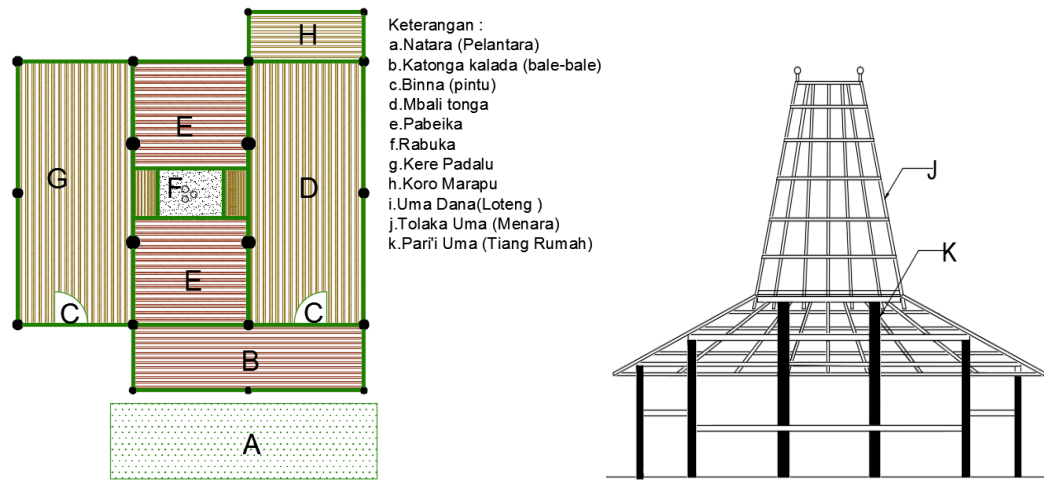 H
E
G
F
D
E
C
C
B
A
Keterangan :
a.Natara (Pelantara)
b.Katonga kalada (bale-bale)
c.Binna (pintu)
d.Mbali tonga
e.Pabeika
f.Rabuka
g.Kere Padalu
h.Koro Marapu
i.Uma Dana(Loteng )
j.Tolaka Uma (Menara)
k.Pari'i Uma (Tiang Rumah)
J
K